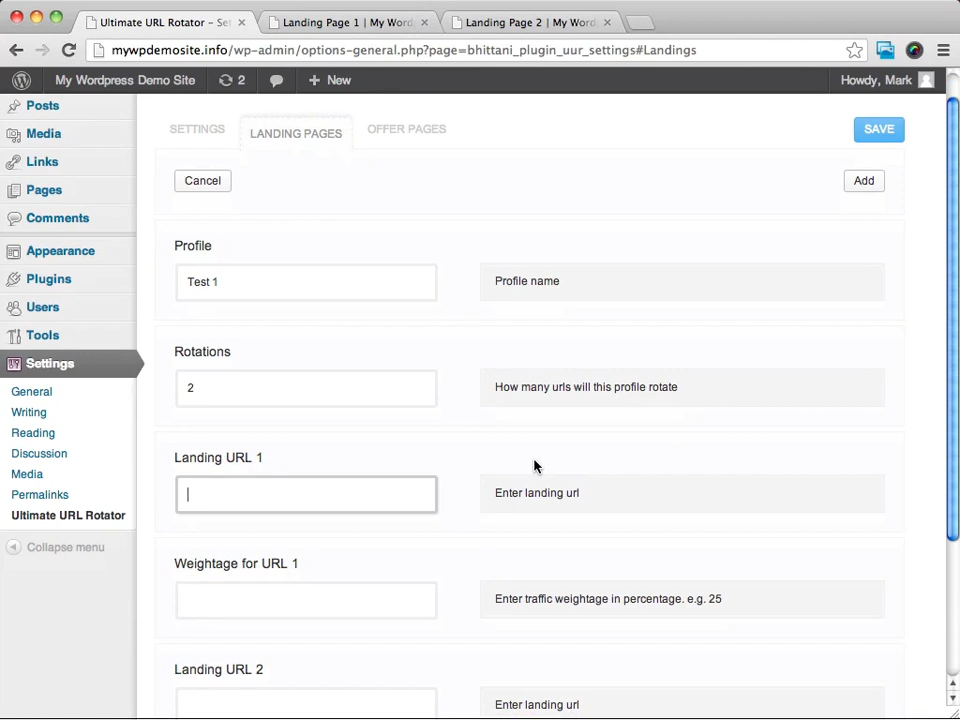 Ultimate URL Rotator – Set
Landing Page 1 | My Word
Landing Page 2 | My Word
mywpdemosite.info/wp-admin/options-general.php?page=bhittani_plugin_uur_settings#Landings
My Wordpress Demo Site
2
New
Howdy, Mark
Posts
Media
Links
Pages
Comments
Appearance
Plugins
Users
Tools
Settings
General
Writing
Reading
Discussion
Media
Permalinks
Ultimate URL Rotator
Collapse menu
SETTINGS
LANDING PAGES
OFFER PAGES
SAVE
Cancel
Add
Profile
Test 1
Profile name
Rotations
2
How many urls will this profile rotate
Landing URL 1
Enter landing url
Weightage for URL 1
Enter traffic weightage in percentage. e.g. 25
Landing URL 2
Enter landing url